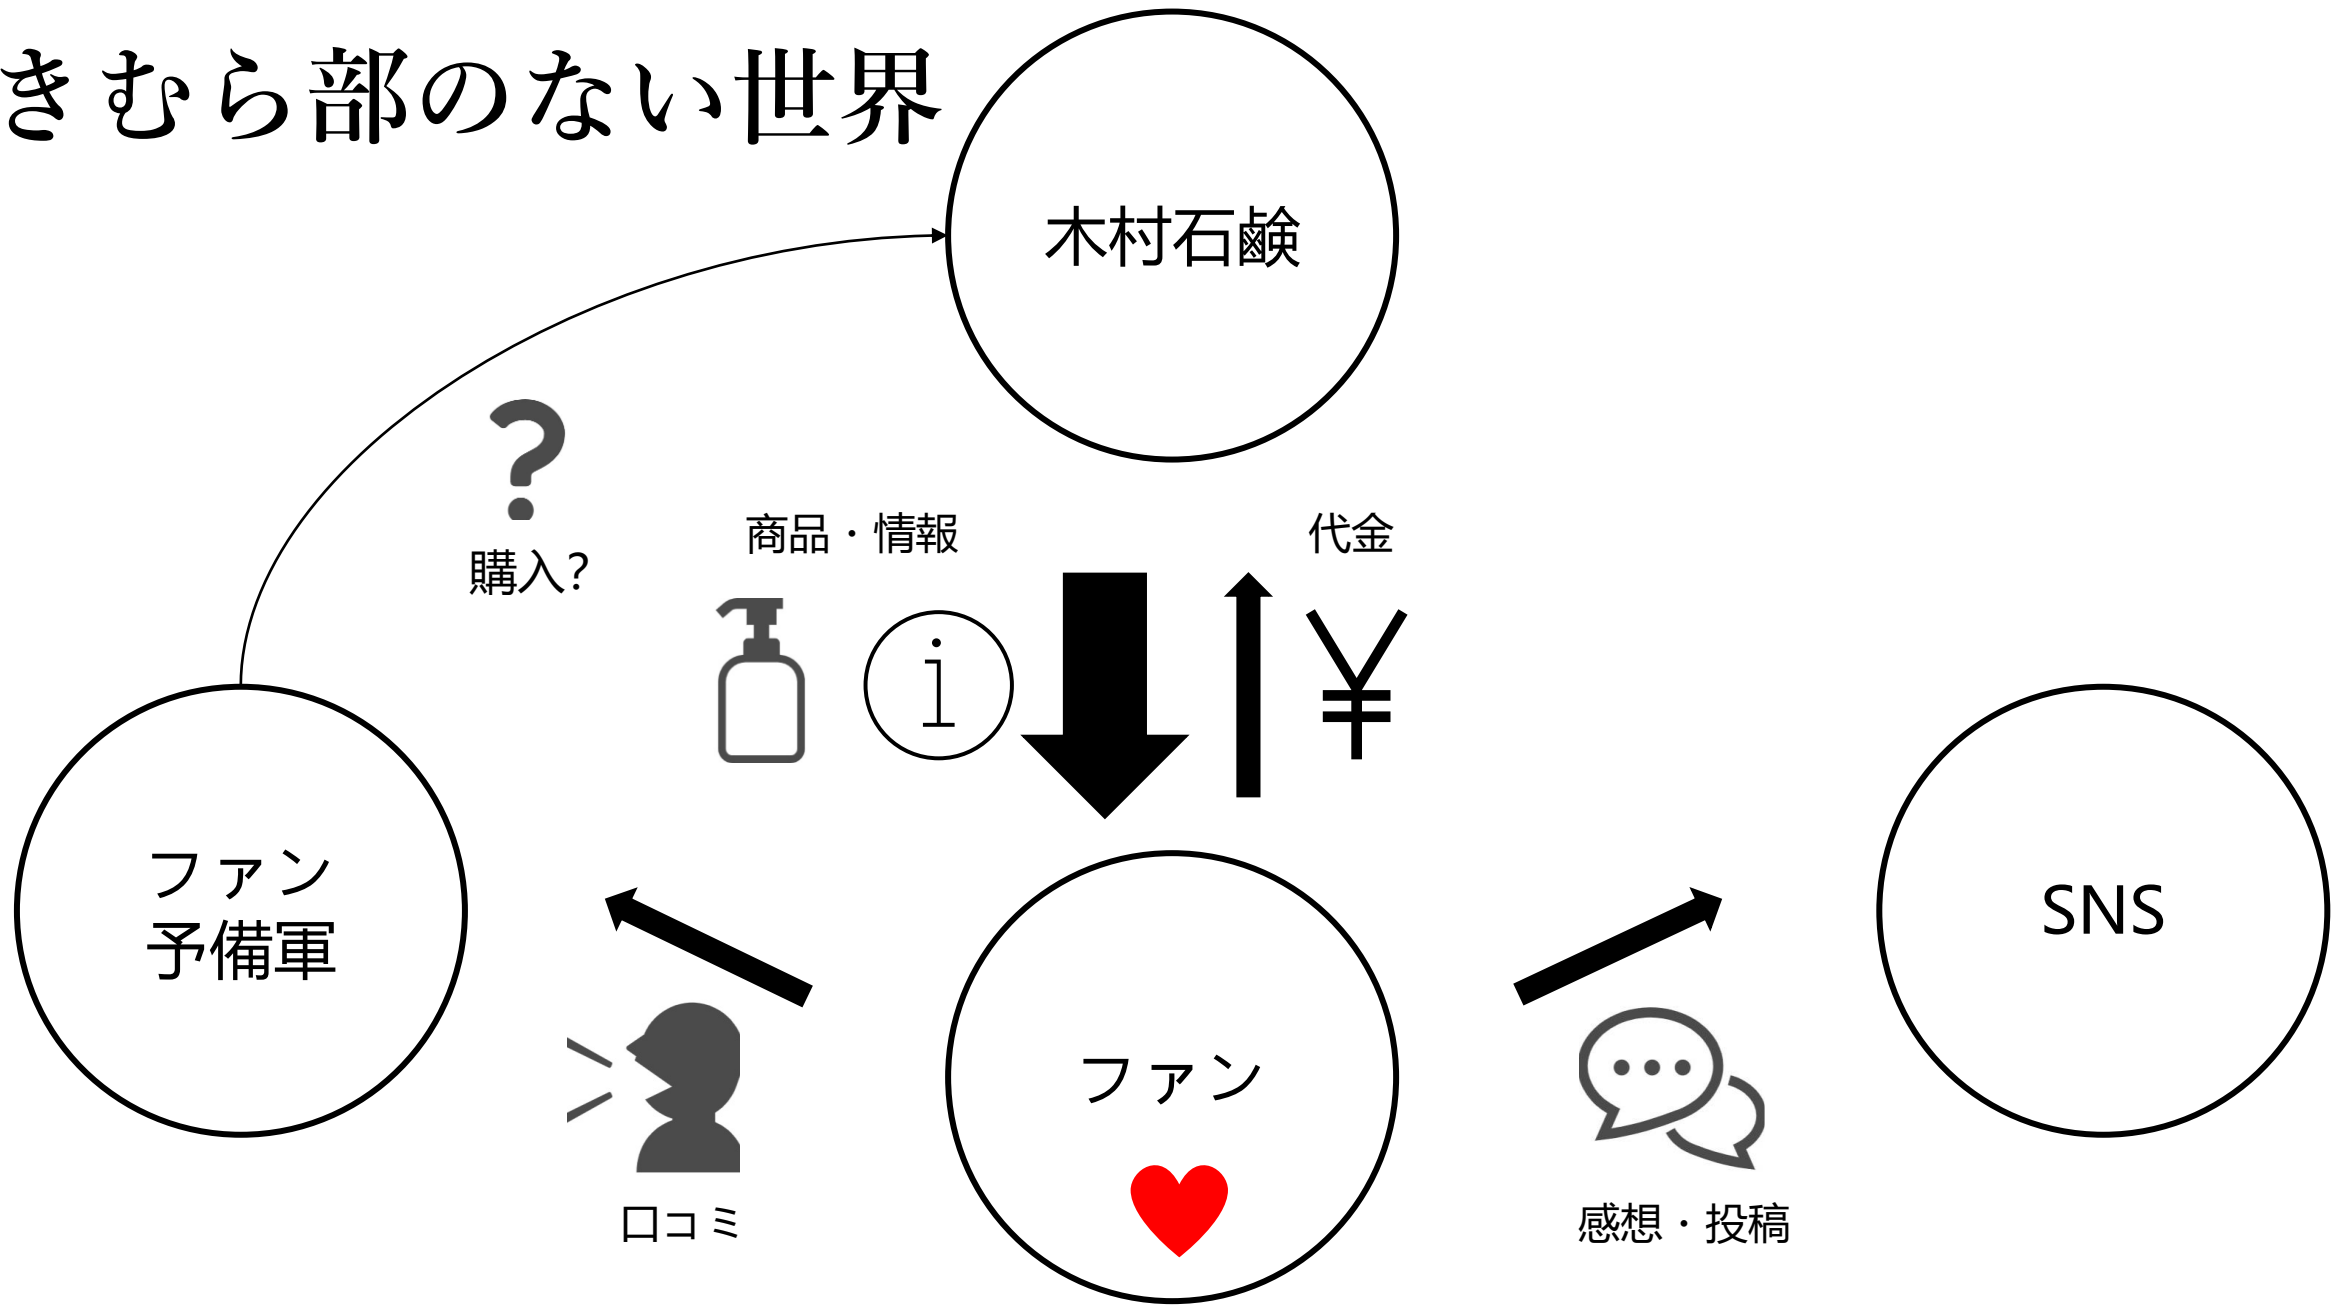 きむら部のない世界
木村石鹸
商品・情報
代金
購入?
i
¥
ファン
予備軍
SNS
ファン
口コミ
感想・投稿